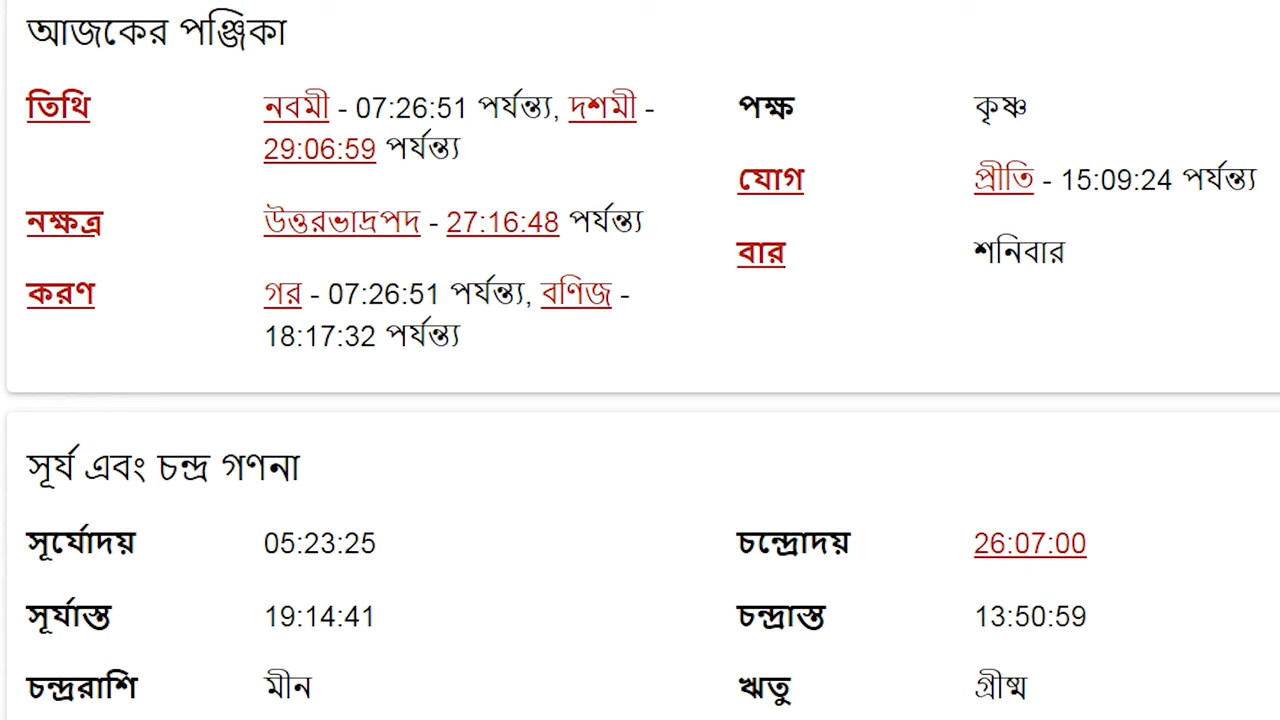 আজকের পঞ্জিকা
তিথি নবমী - 07:26:51 পর্যন্ত্য, দশমী -
29:06:59 পর্যন্ত্য
নক্ষত্র উত্তরভাদ্রপদ - 27:16:48 পর্যন্ত্য
করণ গর - 07:26:51 পর্যন্ত্য, বণিজ -
18:17:32 পর্যন্ত্য
পক্ষ কৃষ্ণ
যোগ প্রীতি - 15:09:24 পর্যন্ত্য
বার শনিবার
সূর্য এবং চন্দ্র গণনা
সূর্যোদয় 05:23:25
সূর্যাস্ত 19:14:41
চন্দ্ররাশি মীন
চন্দ্রোদয় 26:07:00
চন্দ্রাস্ত 13:50:59
ঋতু গ্রীষ্ম